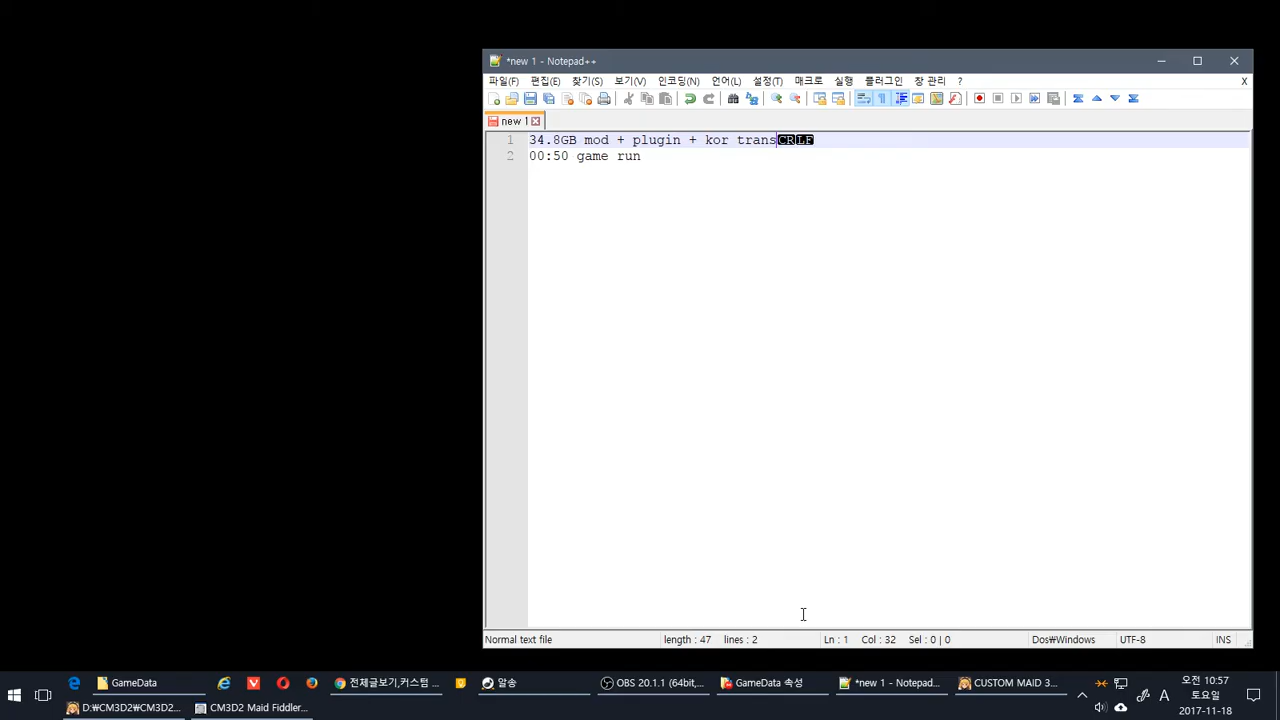 *new 1 - Notepad++
파일(F) 편집(E) 찾기(S) 보기(V) 인코딩(N) 언어(L) 설정(T) 매크로 실행 플러그인 창 관리 ? X
new 1
1 34.8GB mod + plugin + kor transCRLF
2 00:50 game run
Normal text file length : 47 lines : 2 Ln : 1 Col : 32 Sel : 0 | 0 Dos\Windows UTF-8 INS
GameData 전체글보기,커스텀 ... 알송 OBS 20.1.1 (64bit,... GameData 속성 *new 1 - Notepad... CUSTOM MAID 3... A 오전 10:57
토요일
D:\CM3D2\CM3D2... CM3D2 Maid Fiddler... 2017-11-18